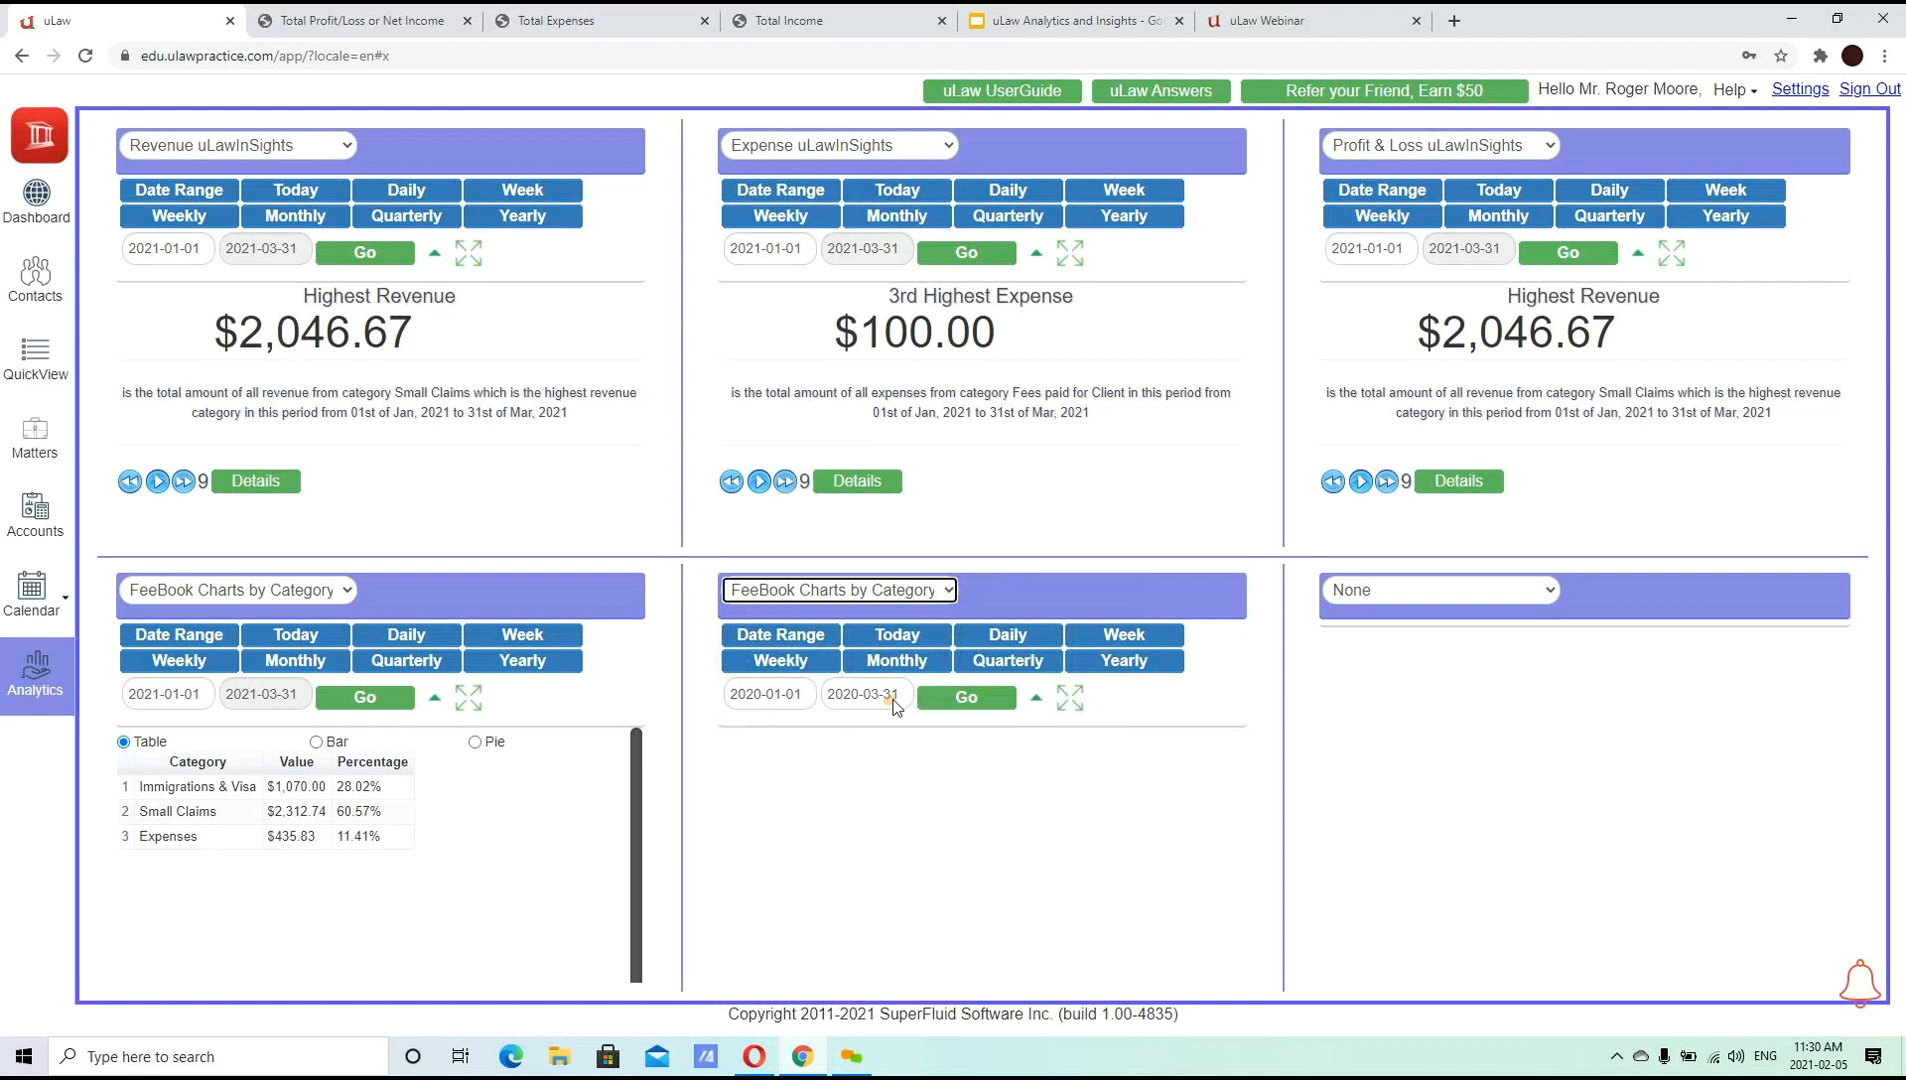 uLaw
Total Profit/Loss or Net Income
Total Expenses
Total Income
uLaw Analytics and Insights - Go
uLaw Webinar
edu.ulawpractice.com/app/?locale=en#x
uLaw UserGuide
uLaw Answers
Refer your Friend, Earn $50
Hello Mr. Roger Moore,
Help
Settings
Sign Out
Dashboard
Contacts
QuickView
Matters
Accounts
Calendar
Analytics
Revenue uLawInSights
Date Range Today Daily Week
Weekly Monthly Quarterly Yearly
2021-01-01 2021-03-31 Go
Highest Revenue
$2,046.67
is the total amount of all revenue from category Small Claims which is the highest revenue
category in this period from 01st of Jan, 2021 to 31st of Mar, 2021
9 Details
Expense uLawInSights
Date Range Today Daily Week
Weekly Monthly Quarterly Yearly
2021-01-01 2021-03-31 Go
3rd Highest Expense
$100.00
is the total amount of all expenses from category Fees paid for Client in this period from
01st of Jan, 2021 to 31st of Mar, 2021
9 Details
Profit & Loss uLawInSights
Date Range Today Daily Week
Weekly Monthly Quarterly Yearly
2021-01-01 2021-03-31 Go
Highest Revenue
$2,046.67
is the total amount of all revenue from category Small Claims which is the highest revenue
category in this period from 01st of Jan, 2021 to 31st of Mar, 2021
9 Details
FeeBook Charts by Category
Date Range Today Daily Week
Weekly Monthly Quarterly Yearly
2021-01-01 2021-03-31 Go
Table Bar Pie
Category Value Percentage
1 Immigrations & Visa $1,070.00 28.02%
2 Small Claims $2,312.74 60.57%
3 Expenses $435.83 11.41%
FeeBook Charts by Category
Date Range Today Daily Week
Weekly Monthly Quarterly Yearly
2020-01-01 2020-03-31 Go
None
Copyright 2011-2021 SuperFluid Software Inc. (build 1.00-4835)
Type here to search
ENG
11:30 AM
2021-02-05